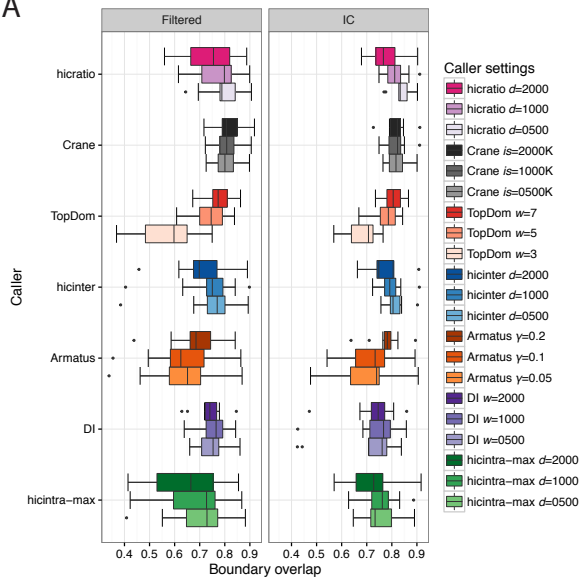 A
Filtered
IC
hicratio
Crane
TopDom
hicinter
Armatus
DI
hicintra-max
Caller
0.4 0.5 0.6 0.7 0.8 0.9
0.4 0.5 0.6 0.7 0.8 0.9
Boundary overlap
Caller settings
hicratio d=2000
hicratio d=1000
hicratio d=0500
Crane is=2000K
Crane is=1000K
Crane is=0500K
TopDom w=7
TopDom w=5
TopDom w=3
hicinter d=2000
hicinter d=1000
hicinter d=0500
Armatus γ=0.2
Armatus γ=0.1
Armatus γ=0.05
DI w=2000
DI w=1000
DI w=0500
hicintra-max d=2000
hicintra-max d=1000
hicintra-max d=0500